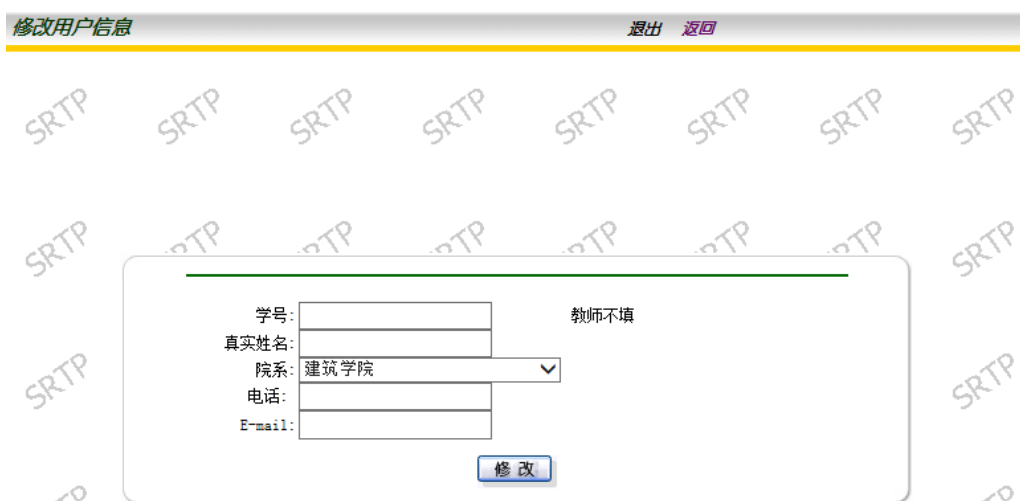 修改用户信息 退出 返回
SRTP SRTP SRTP SRTP SRTP SRTP SRTP SRTP
SRTP SRTP
学号: 教师不填
真实姓名:
院系: 建筑学院
电话:
E-mail:
SRTP SRTP
修 改